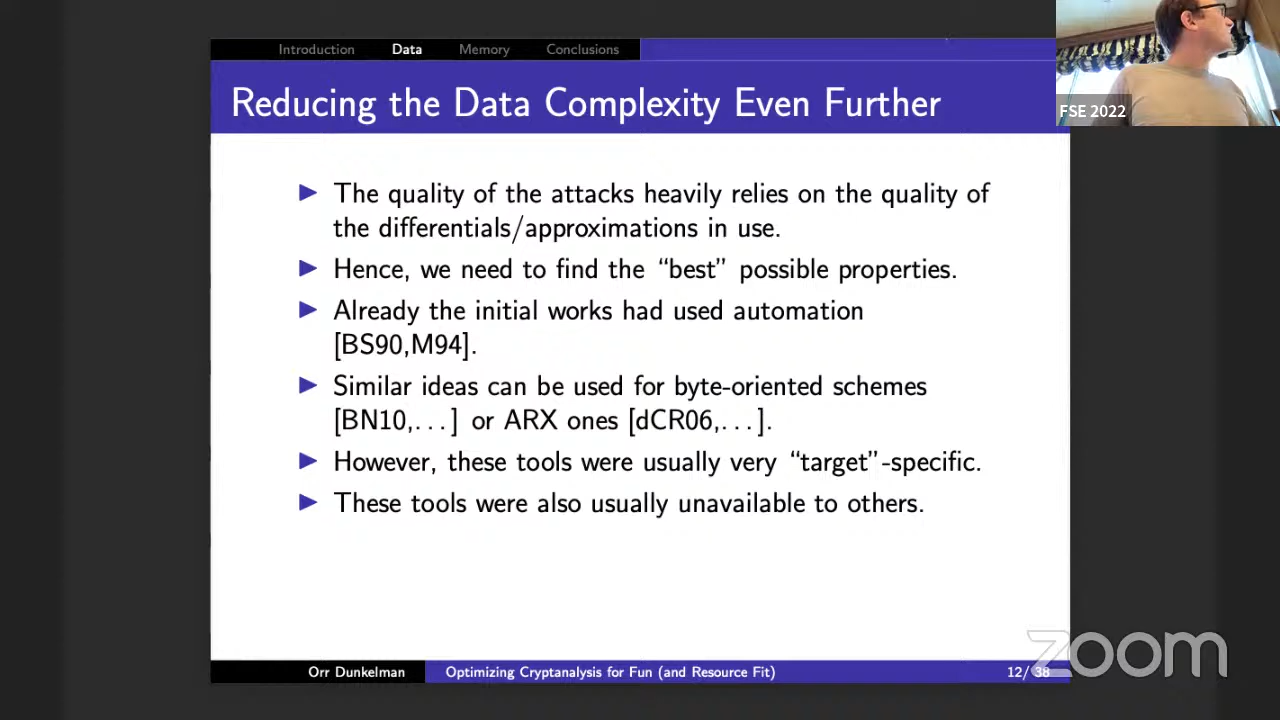 Introduction Data Memory Conclusions
Reducing the Data Complexity Even Further
FSE 2022
The quality of the attacks heavily relies on the quality of
the differentials/approximations in use.
Hence, we need to find the “best” possible properties.
Already the initial works had used automation
[BS90,M94].
Similar ideas can be used for byte-oriented schemes
[BN10,...] or ARX ones [dCR06,...].
However, these tools were usually very “target”-specific.
These tools were also usually unavailable to others.
Orr Dunkelman Optimizing Cryptanalysis for Fun (and Resource Fit) 12/38
zoom